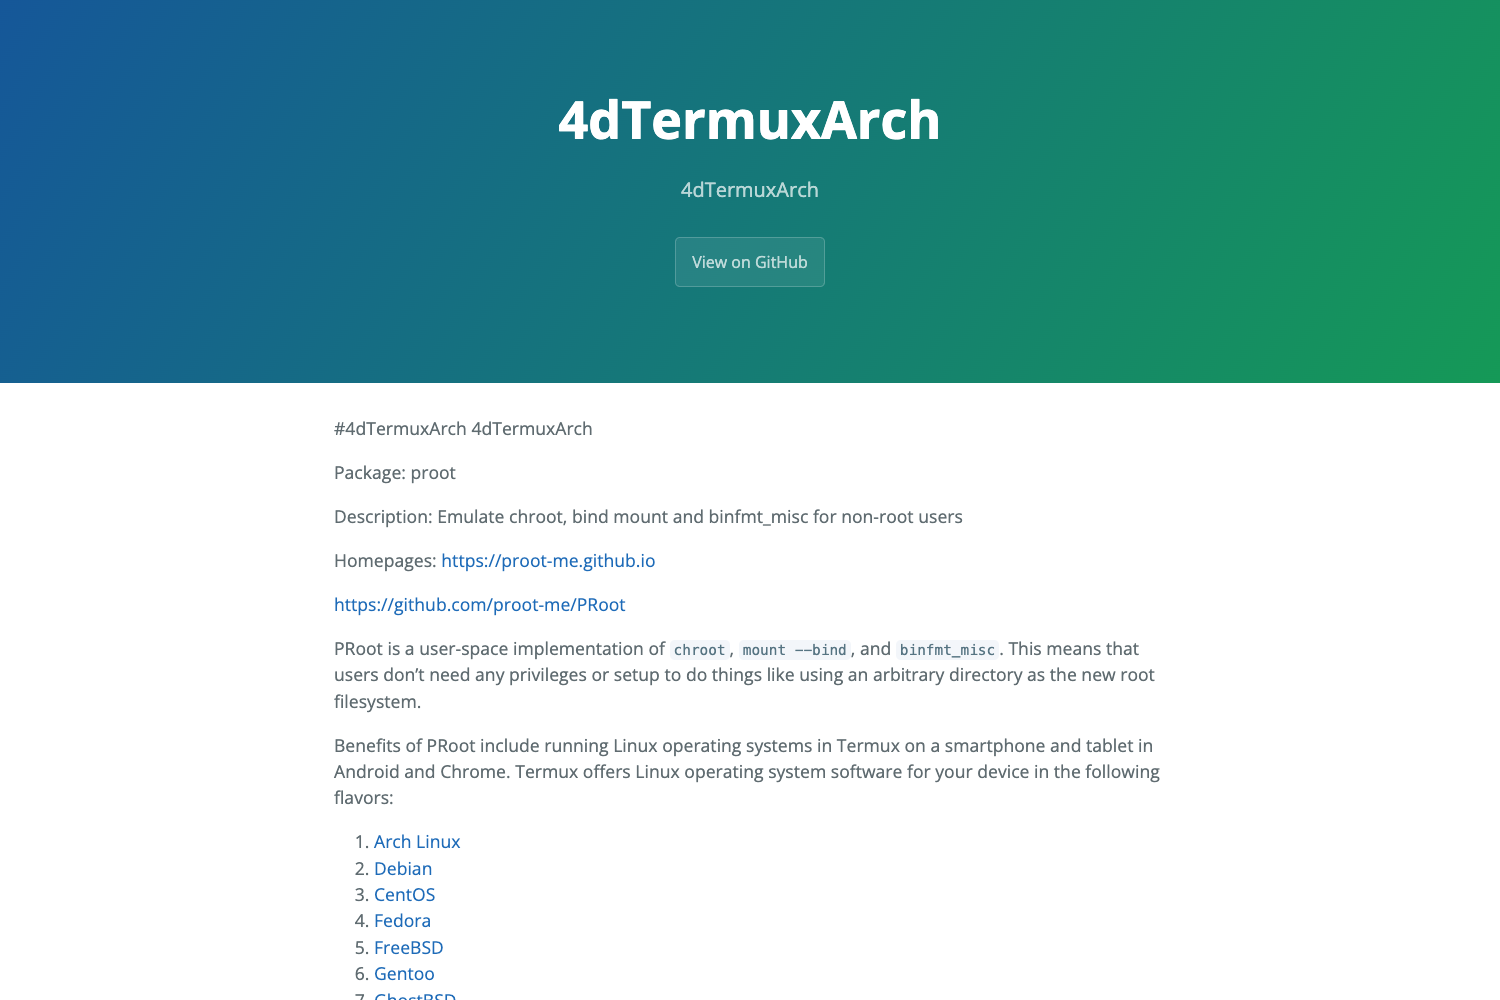 4dTermuxArch
4dTermuxArch
View on GitHub
#4dTermuxArch 4dTermuxArch
Package: proot
Description: Emulate chroot, bind mount and binfmt_misc for non-root users
Homepages: https://proot-me.github.io
https://github.com/proot-me/PRoot
PRoot is a user-space implementation of chroot, mount --bind, and binfmt_misc. This means that
users don’t need any privileges or setup to do things like using an arbitrary directory as the new root
filesystem.
Benefits of PRoot include running Linux operating systems in Termux on a smartphone and tablet in
Android and Chrome. Termux offers Linux operating system software for your device in the following
flavors:
1. Arch Linux
2. Debian
3. CentOS
4. Fedora
5. FreeBSD
6. Gentoo
7. GhostBSD